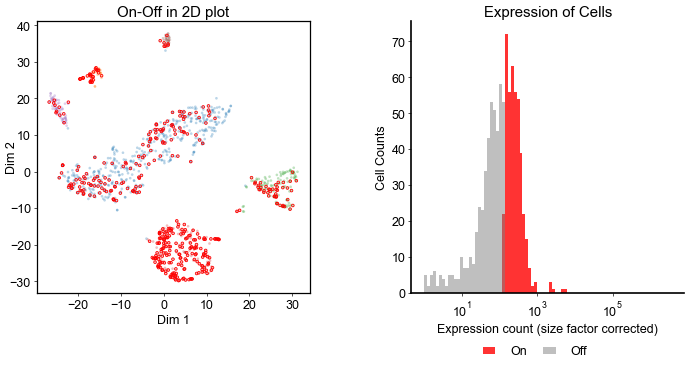 On-Off in 2D plot
Expression of Cells
40
30
20
10
0
−10
−20
−30
Dim 2
−20 −10 0 10 20 30
Dim 1
70
60
50
40
30
20
10
0
Cell Counts
10^1 10^3 10^5
Expression count (size factor corrected)
On Off